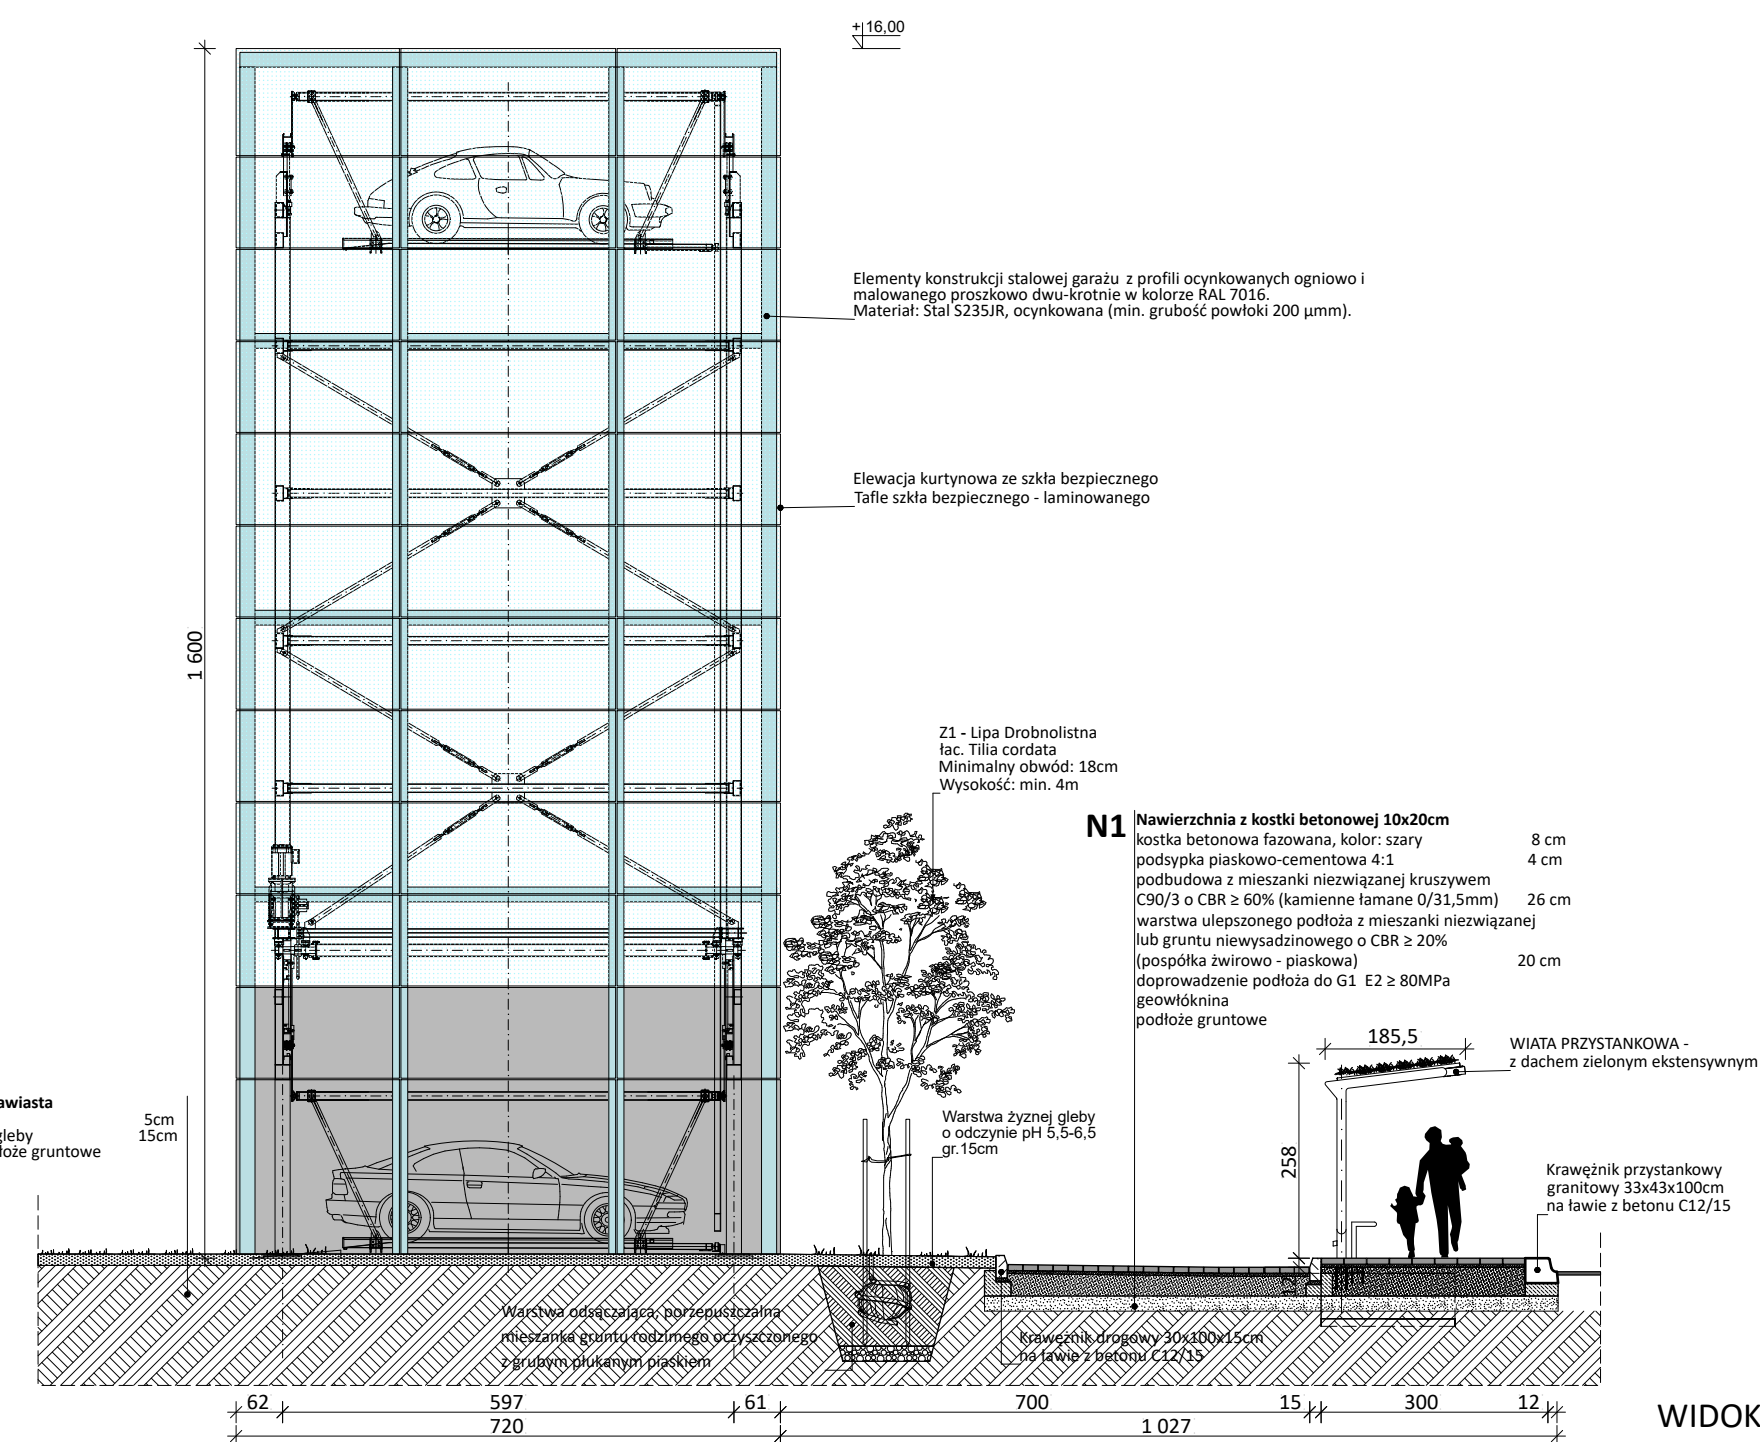 +16,00
Elementy konstrukcji stalowej garażu z profili ocynkowanych ogniowo i
malowanego proszkowo dwu-krotnie w kolorze RAL 7016.
Materiał: Stal S235JR, ocynkowana (min. grubość powłoki 200 µmm).
Elewacja kurtynowa ze szkła bezpiecznego
Tafle szkła bezpiecznego - laminowanego
1 600
Z1 - Lipa Drobnolistna
łac. Tilia cordata
Minimalny obwód: 18cm
Wysokość: min. 4m
N1 Nawierzchnia z kostki betonowej 10x20cm
kostka betonowa fazowana, kolor: szary 8 cm
podsypka piaskowo-cementowa 4:1 4 cm
podbudowa z mieszanki niezwiązanej kruszywem
C90/3 o CBR ≥ 60% (kamienne łamane 0/31,5mm) 26 cm
warstwa ulepszonego podłoża z mieszanki niezwiązanej
lub gruntu niewysadzinowego o CBR ≥ 20%
(pospółka żwirowo - piaskowa) 20 cm
doprowadzenie podłoża do G1 E2 ≥ 80MPa
geowłóknina
podłoże gruntowe
185,5
WIATA PRZYSTANKOWA -
z dachem zielonym ekstensywnym
258
awiasta
5cm
gleby 15cm
łoże gruntowe
Warstwa żyznej gleby
o odczynie pH 5,5-6,5
gr.15cm
Krawężnik przystankowy
granitowy 33x43x100cm
na ławie z betonu C12/15
Warstwa odsączająca, porzepuszczalna
mieszanka gruntu rodzimego oczyszczonego
z grubym płukanym piaskiem
Krawężnik drogowy 30x100x15cm
na ławie z betonu C12/15
62 597 61 700 15 300 12
720 1 027
WIDOK